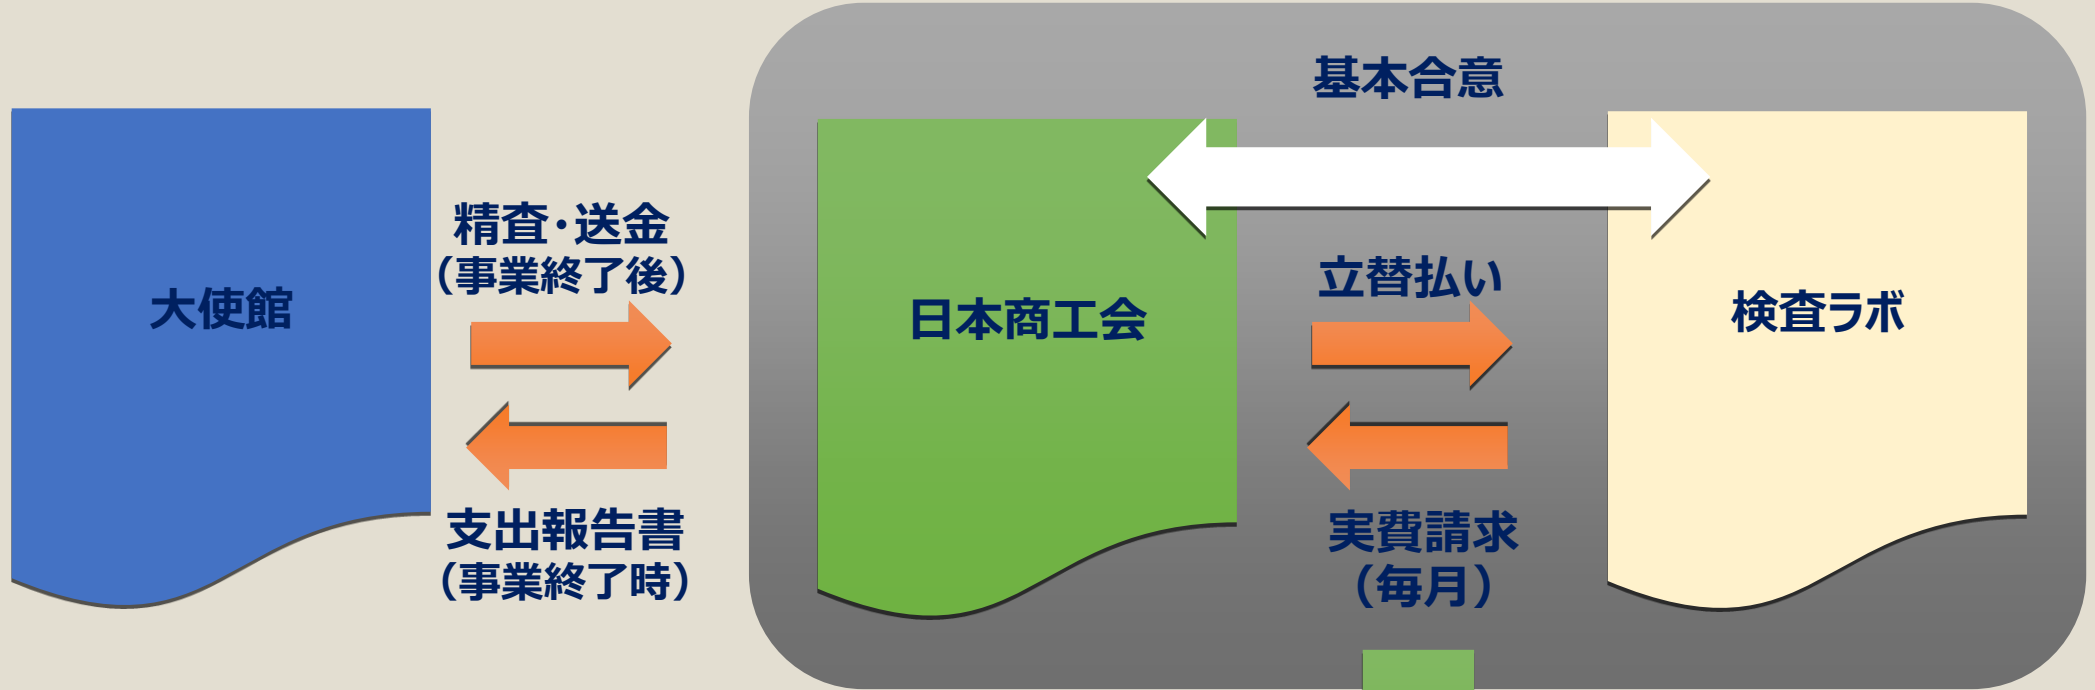 基本合意
精査・送金
（事業終了後）
大使館
立替払い
日本商工会
検査ラボ
支出報告書
（事業終了時）
実費請求
（毎月）